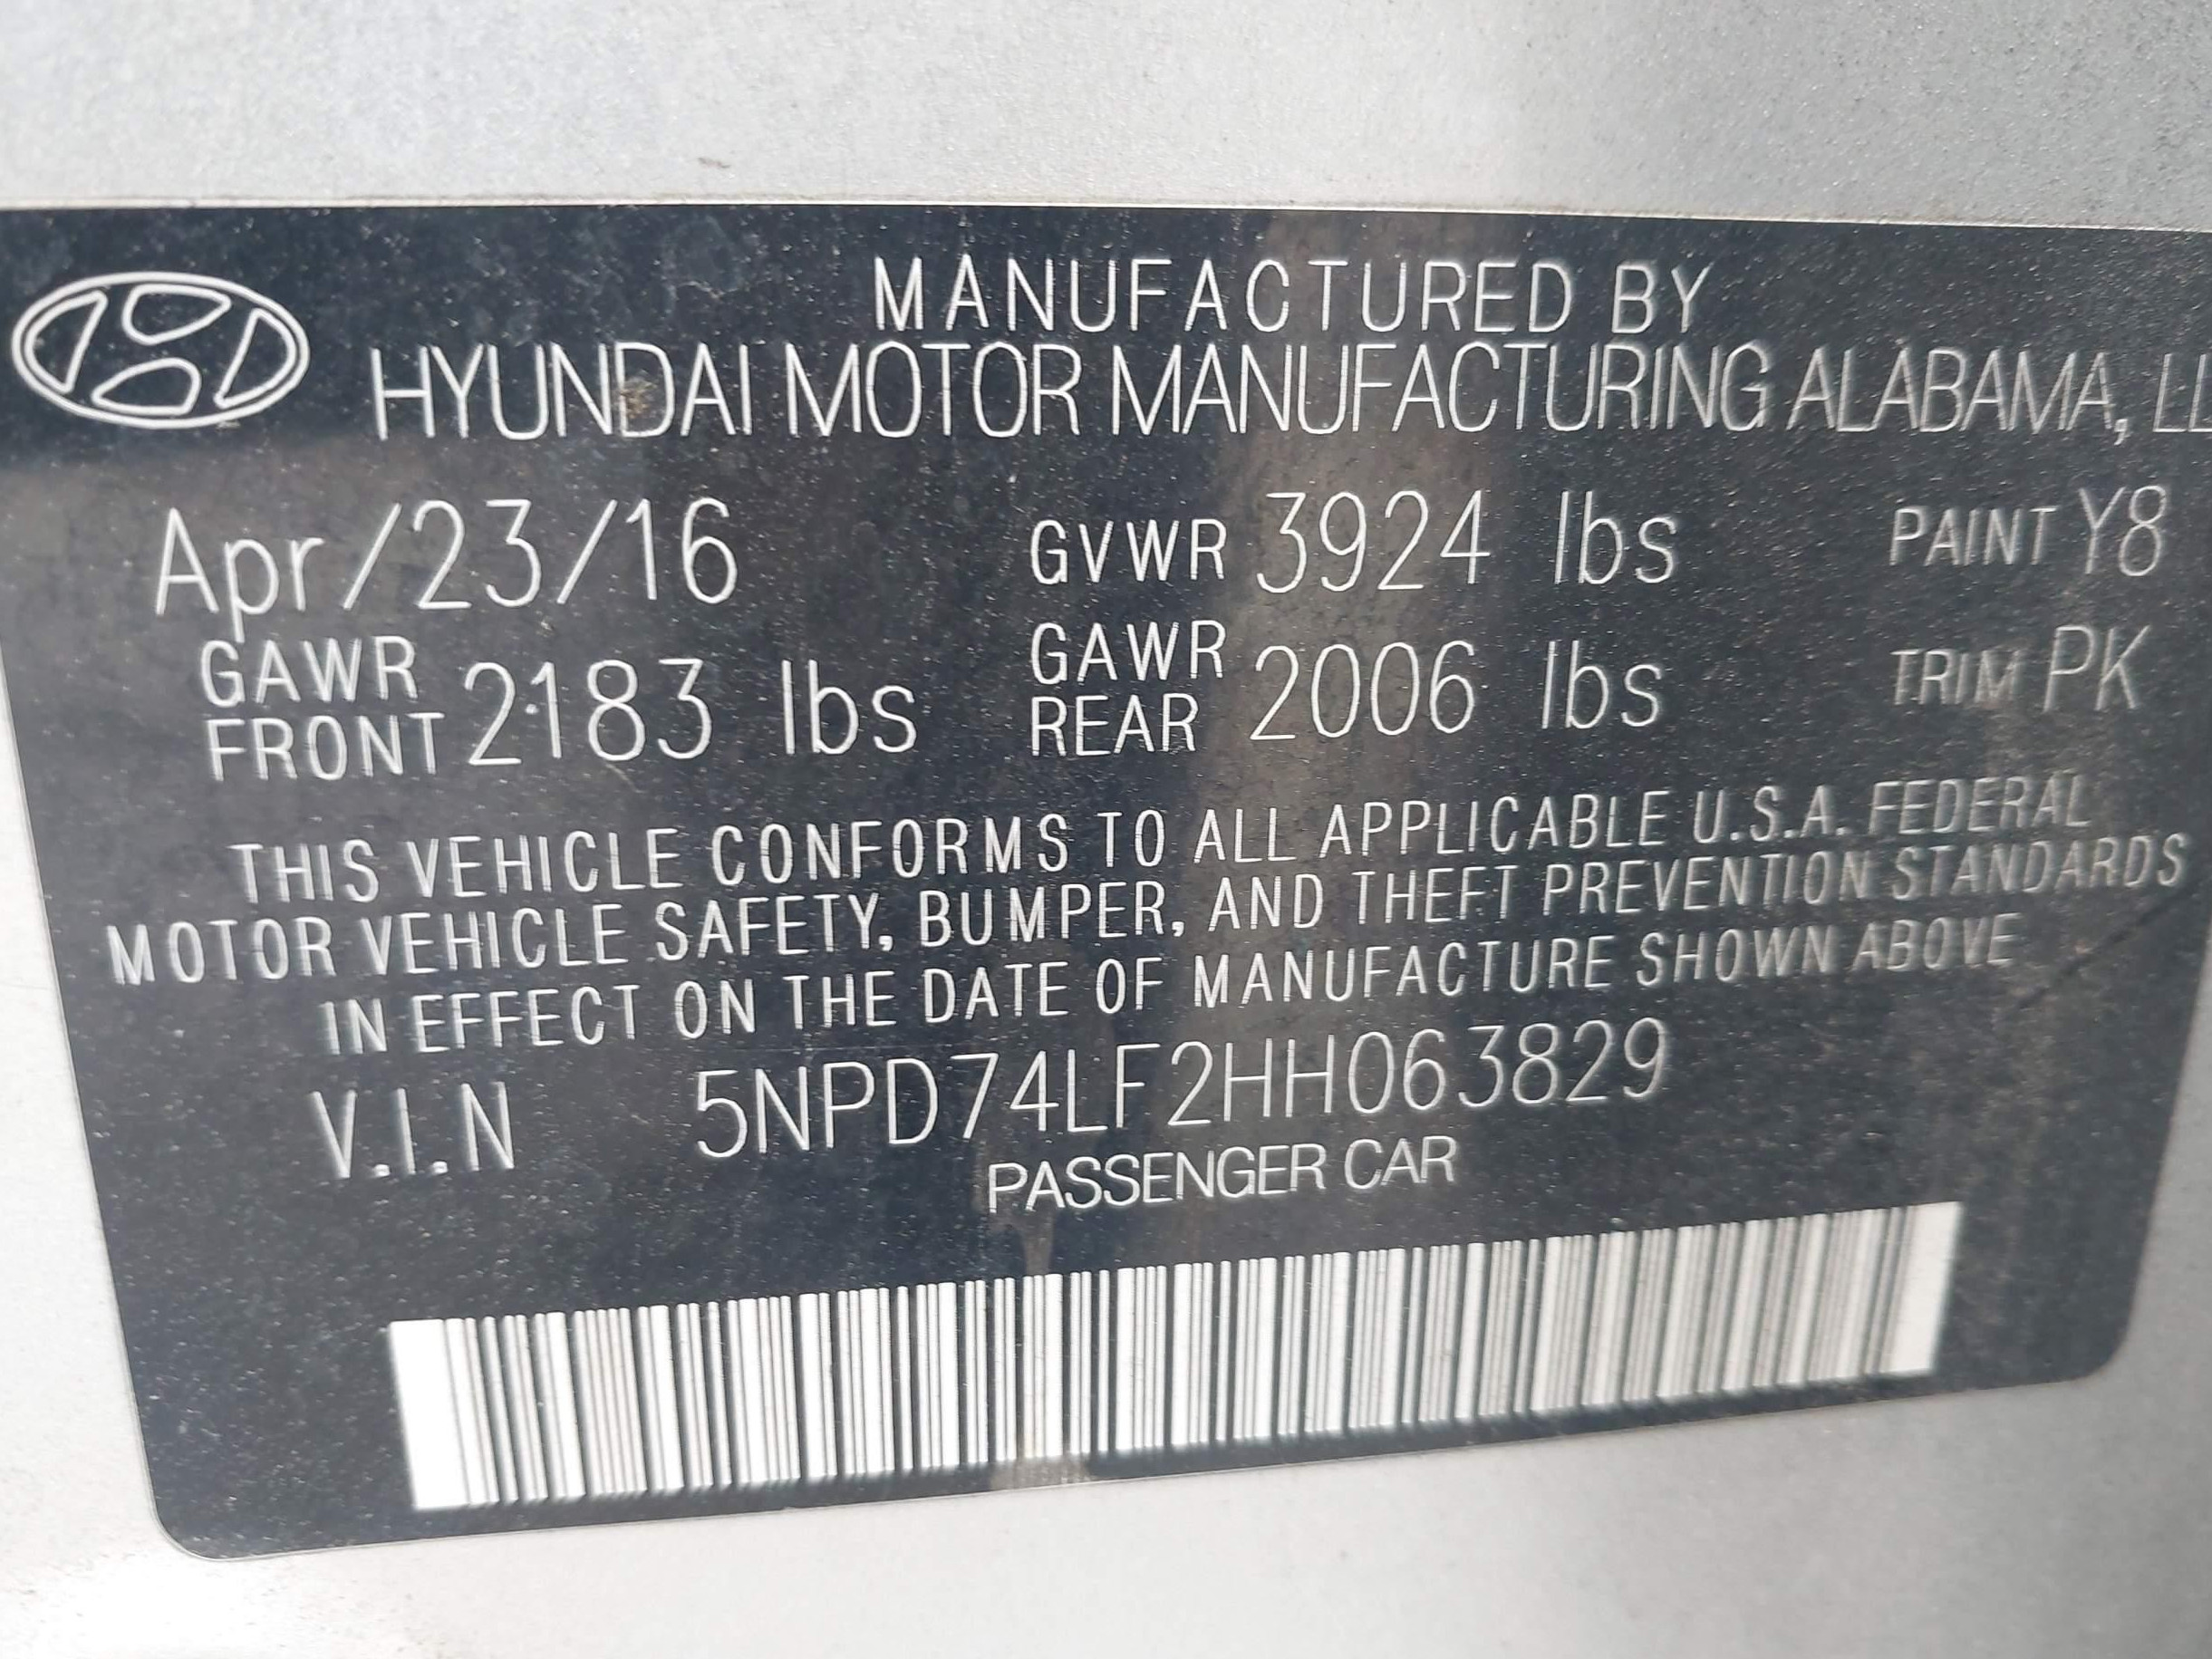 MANUFACTURED BY
HYUNDAI MOTOR MANUFACTURING ALABAMA, LL
Apr/23/16 GVWR 3924 lbs PAINT Y8
GAWR FRONT 2183 lbs GAWR REAR 2006 lbs TRIM PK
THIS VEHICLE CONFORMS TO ALL APPLICABLE U.S.A. FEDERAL
MOTOR VEHICLE SAFETY, BUMPER, AND THEFT PREVENTION STANDARDS
IN EFFECT ON THE DATE OF MANUFACTURE SHOWN ABOVE
V.I.N 5NPD74LF2HH063829
PASSENGER CAR